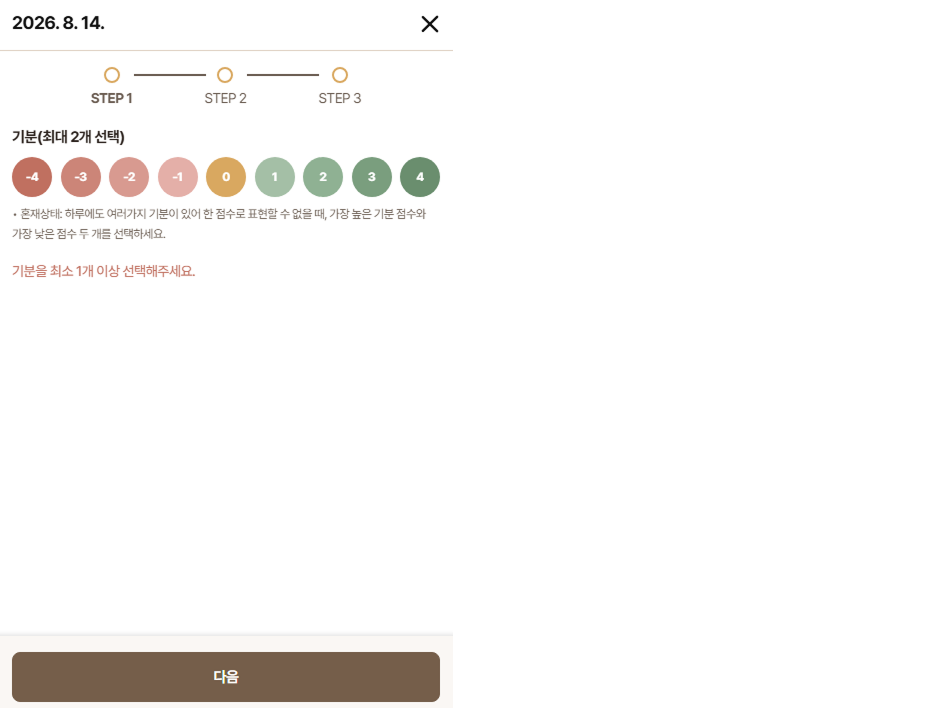 2026. 8. 14.
STEP 1 STEP 2 STEP 3
기분(최대 2개 선택)
-4 -3 -2 -1 0 1 2 3 4
• 혼재상태: 하루에도 여러가지 기분이 있어 한 점수로 표현할 수 없을 때, 가장 높은 기분 점수와
가장 낮은 점수 두 개를 선택하세요.
기분을 최소 1개 이상 선택해주세요.
다음